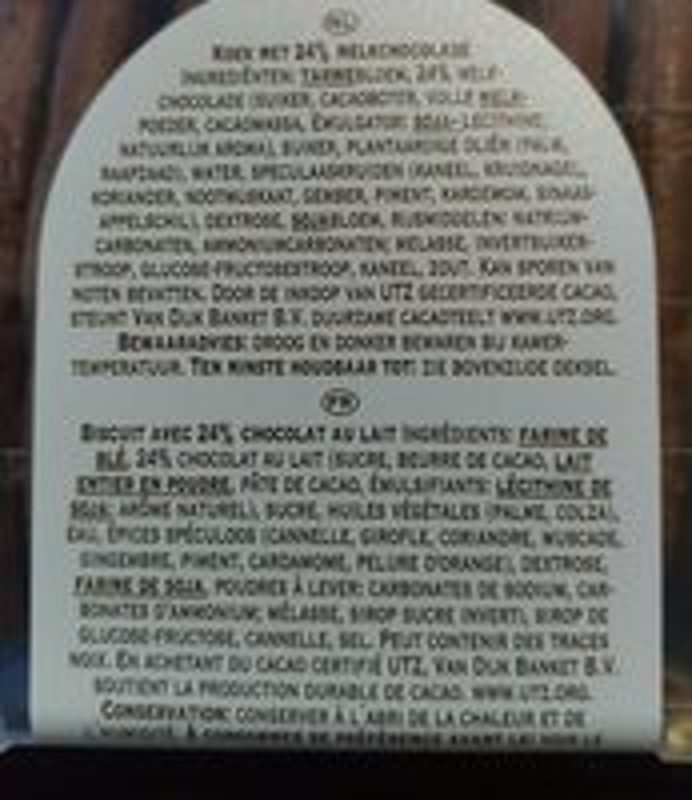 NL
KOEK MET 24% MELKCHOCOLADE
INGREDIËNTEN: TARWEBLOEM, 24% MELK-
CHOCOLADE (SUIKER, CACAOBOTER, VOLLE MELK-
POEDER, CACAOMASSA, EMULGATOR: SOJA-LECITHINE,
NATUURLIJK AROMA), SUIKER, PLANTAARDIGE OLIËN (PALM,
RAAPZAAD), WATER, SPECULAASKRUIDEN (KANEEL, KRUIDNAGEL,
KORIANDER, NOOTMUSKAAT, GEMBER, PIMENT, KARDEMOM, SINAAS-
APPELSCHIL), DEXTROSE, SOJABLOEM, RIJSMIDDELEN: NATRIUM-
CARBONATEN, AMMONIUMCARBONATEN; MELASSE, INVERTSUIKER-
STROOP, GLUCOSE-FRUCTOSESTROOP, KANEEL, ZOUT. KAN SPOREN VAN
NOTEN BEVATTEN. DOOR DE INKOOP VAN UTZ GECERTIFICEERDE CACAO,
STEUNT VAN DIJK BANKET B.V. DUURZAME CACAOTEELT WWW.UTZ.ORG.
BEWAARADVIES: DROOG EN DONKER BEWAREN BIJ KAMER-
TEMPERATUUR. TEN MINSTE HOUDBAAR TOT: ZIE BOVENZIJDE DEKSEL.
FR
BISCUIT AVEC 24% CHOCOLAT AU LAIT INGRÉDIENTS: FARINE DE
BLÉ, 24% CHOCOLAT AU LAIT (SUCRE, BEURRE DE CACAO, LAIT
ENTIER EN POUDRE, PÂTE DE CACAO, ÉMULSIFIANTS: LÉCITHINE DE
SOJA; ARÔME NATUREL), SUCRE, HUILES VÉGÉTALES (PALME, COLZA),
EAU, ÉPICES SPÉCULOOS (CANNELLE, GIROFLE, CORIANDRE, MUSCADE,
GINGEMBRE, PIMENT, CARDAMOME, PELURE D'ORANGE), DEXTROSE,
FARINE DE SOJA, POUDRES À LEVER: CARBONATES DE SODIUM, CAR-
BONATES D'AMMONIUM; MÉLASSE, SIROP SUCRE INVERTI, SIROP DE
GLUCOSE-FRUCTOSE, CANNELLE, SEL. PEUT CONTENIR DES TRACES
NOIX. EN ACHETANT DU CACAO CERTIFIÉ UTZ, VAN DIJK BANKET B.V.
SOUTIENT LA PRODUCTION DURABLE DE CACAO. WWW.UTZ.ORG.
CONSERVATION: CONSERVER À L'ABRI DE LA CHALEUR ET DE
L'HUMIDITÉ. À CONSOMMER DE PRÉFÉRENCE AVANT LE: VOIR LE